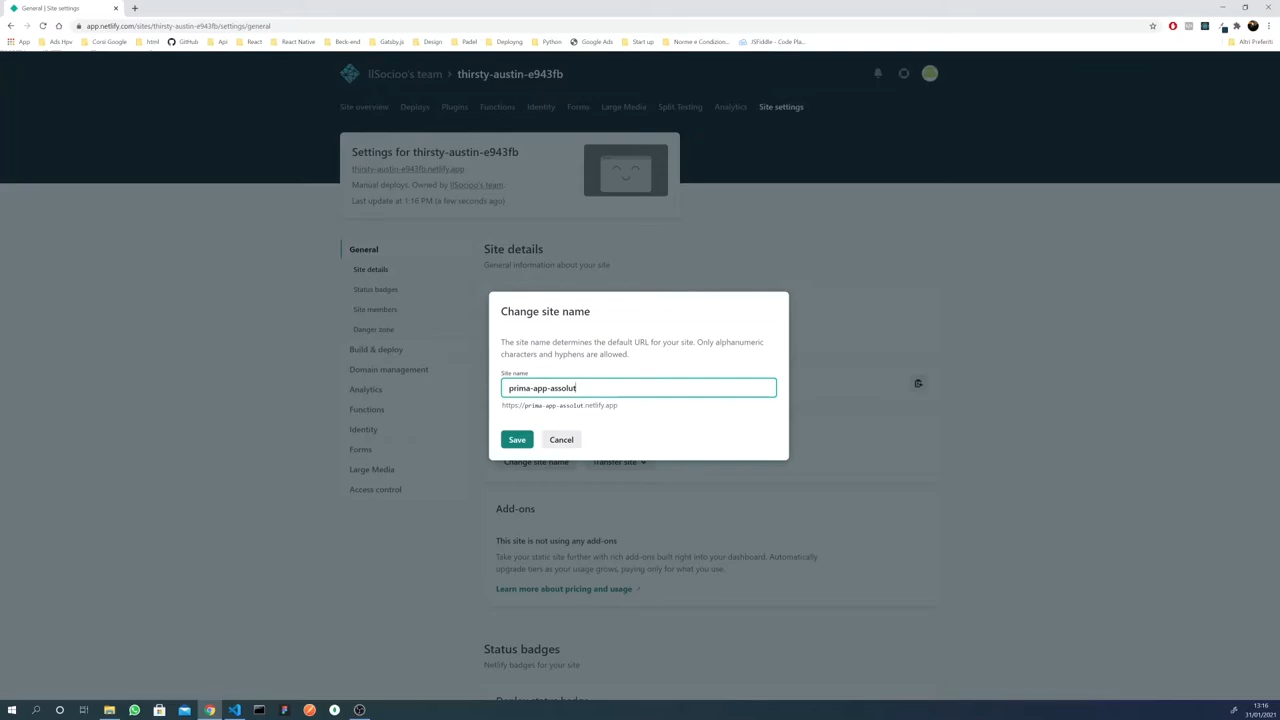 General | Site settings
app.netlify.com/sites/thirsty-austin-e943fb/settings/general
App
Ads Hpv
Corsi Google
html
GitHub
Api
React
React Native
Beck-end
Gatsby.js
Design
Padel
Deployng
Python
Google Ads
Start up
Norme e Condizion...
JSFiddle - Code Pla...
Altri Preferiti
IlSocioo's team > thirsty-austin-e943fb
Site overview
Deploys
Plugins
Functions
Identity
Forms
Large Media
Split Testing
Analytics
Site settings
Settings for thirsty-austin-e943fb
thirsty-austin-e943fb.netlify.app
Manual deploys. Owned by IlSocioo's team
Last update at 1:16 PM (a few seconds ago)
General
Site details
Status badges
Site members
Danger zone
Build & deploy
Domain management
Analytics
Functions
Identity
Forms
Large Media
Access control
Site details
General information about your site
Change site name
The site name determines the default URL for your site. Only alphanumeric
characters and hyphens are allowed.
Site name
prima-app-assolut
https://prima-app-assolut.netlify.app
Save
Cancel
Change site name
Transfer site
Add-ons
This site is not using any add-ons
Take your static site further with rich add-ons built right into your dashboard. Automatically
upgrade tiers as your usage grows, paying only for what you use.
Learn more about pricing and usage
Status badges
Netlify badges for your site
Deploy status badge
13:16
31/01/2021